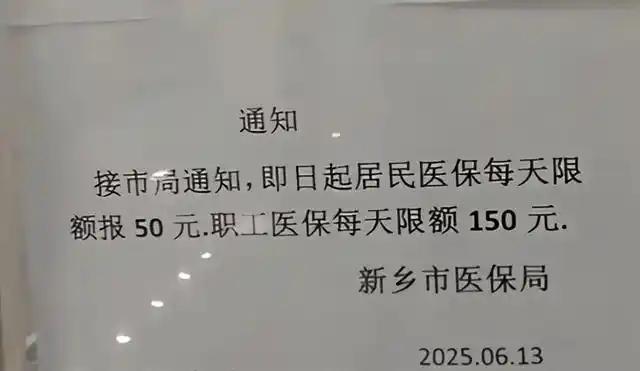 通知
接市局通知，即日起居民医保每天限
额报 50 元.职工医保每天限额 150 元.
新乡市医保局
2025.06.13